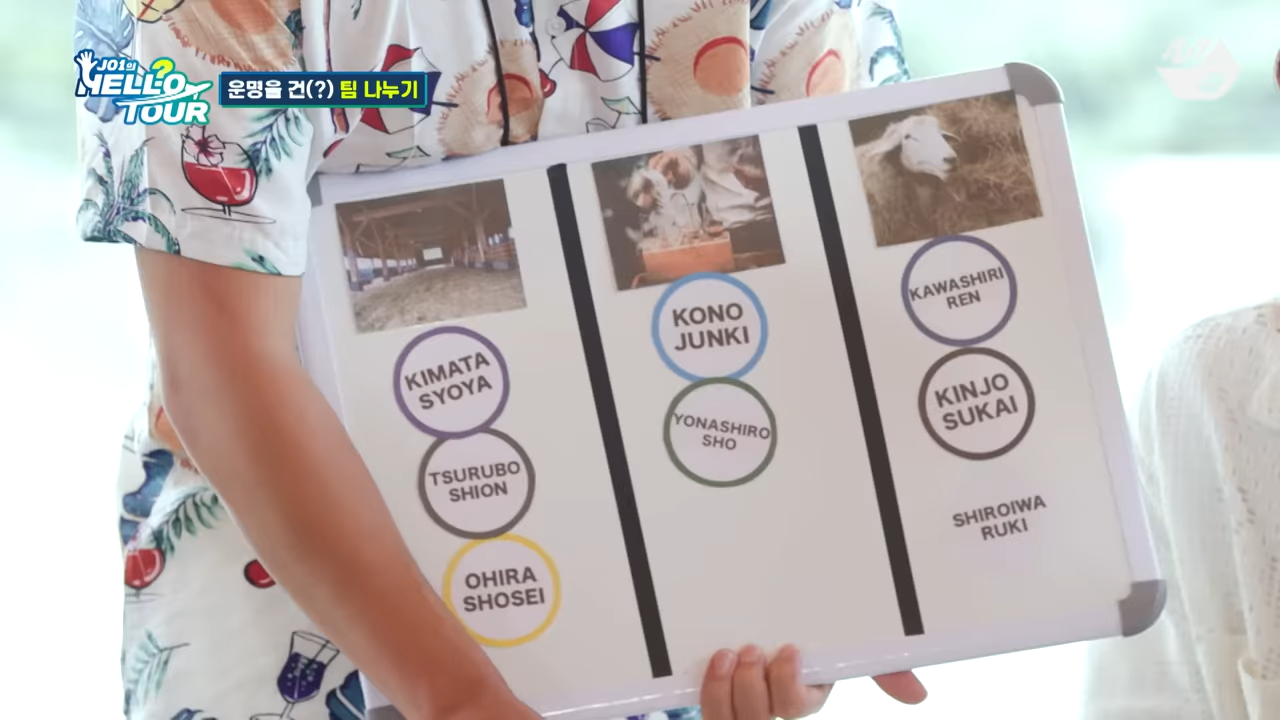 JO1의
HELLO?
TOUR
운명을 건(?) 팀 나누기
KIMATA
SYOYA
TSURUBO
SHION
OHIRA
SHOSEI
KONO
JUNKI
YONASHIRO
SHO
KAWASHIRI
REN
KINJO
SUKAI
SHIROIWA
RUKI